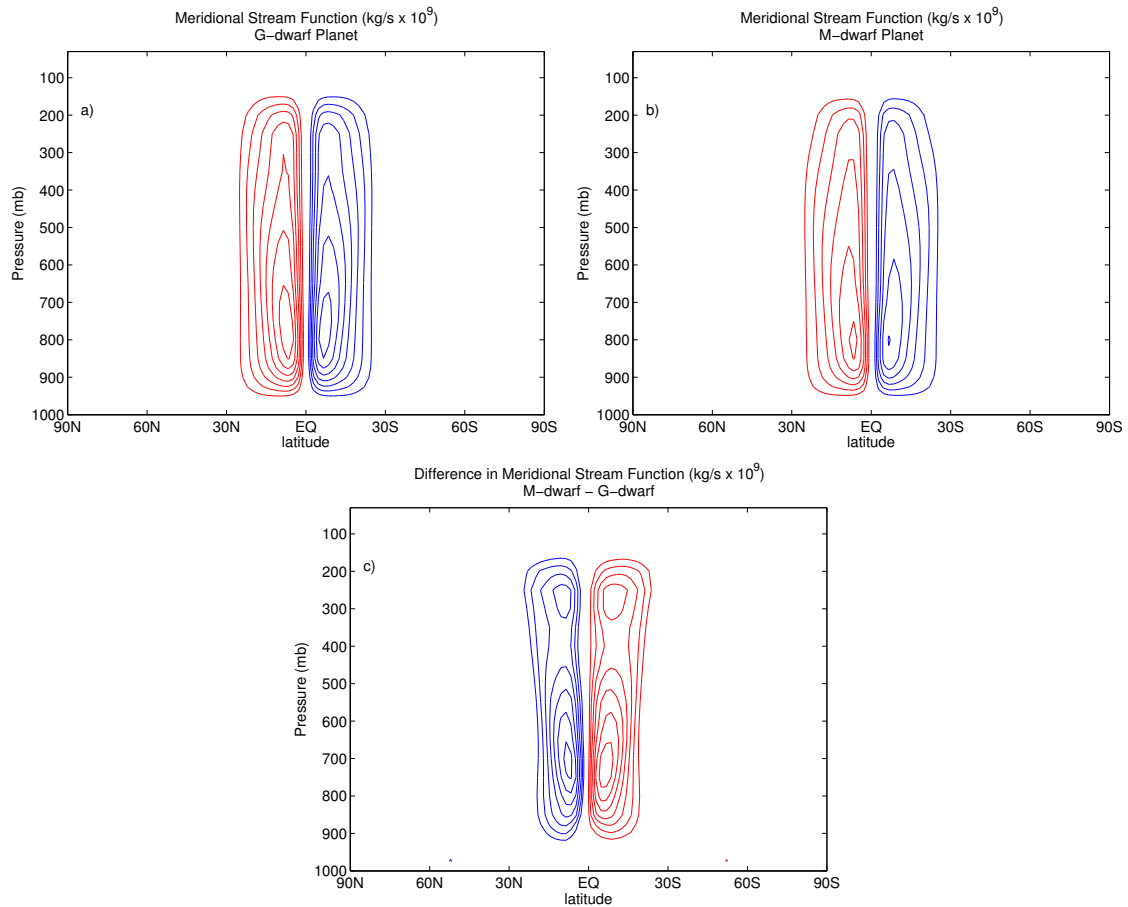 Meridional Stream Function (kg/s x 10^9)
G−dwarf Planet
a)
100
200
300
400
500
600
700
800
900
1000
Pressure (mb)
90N 60N 30N EQ 30S 60S 90S
latitude
Meridional Stream Function (kg/s x 10^9)
M−dwarf Planet
b)
100
200
300
400
500
600
700
800
900
1000
Pressure (mb)
90N 60N 30N EQ 30S 60S 90S
latitude
Difference in Meridional Stream Function (kg/s x 10^9)
M−dwarf − G−dwarf
c)
100
200
300
400
500
600
700
800
900
1000
Pressure (mb)
90N 60N 30N EQ 30S 60S 90S
latitude